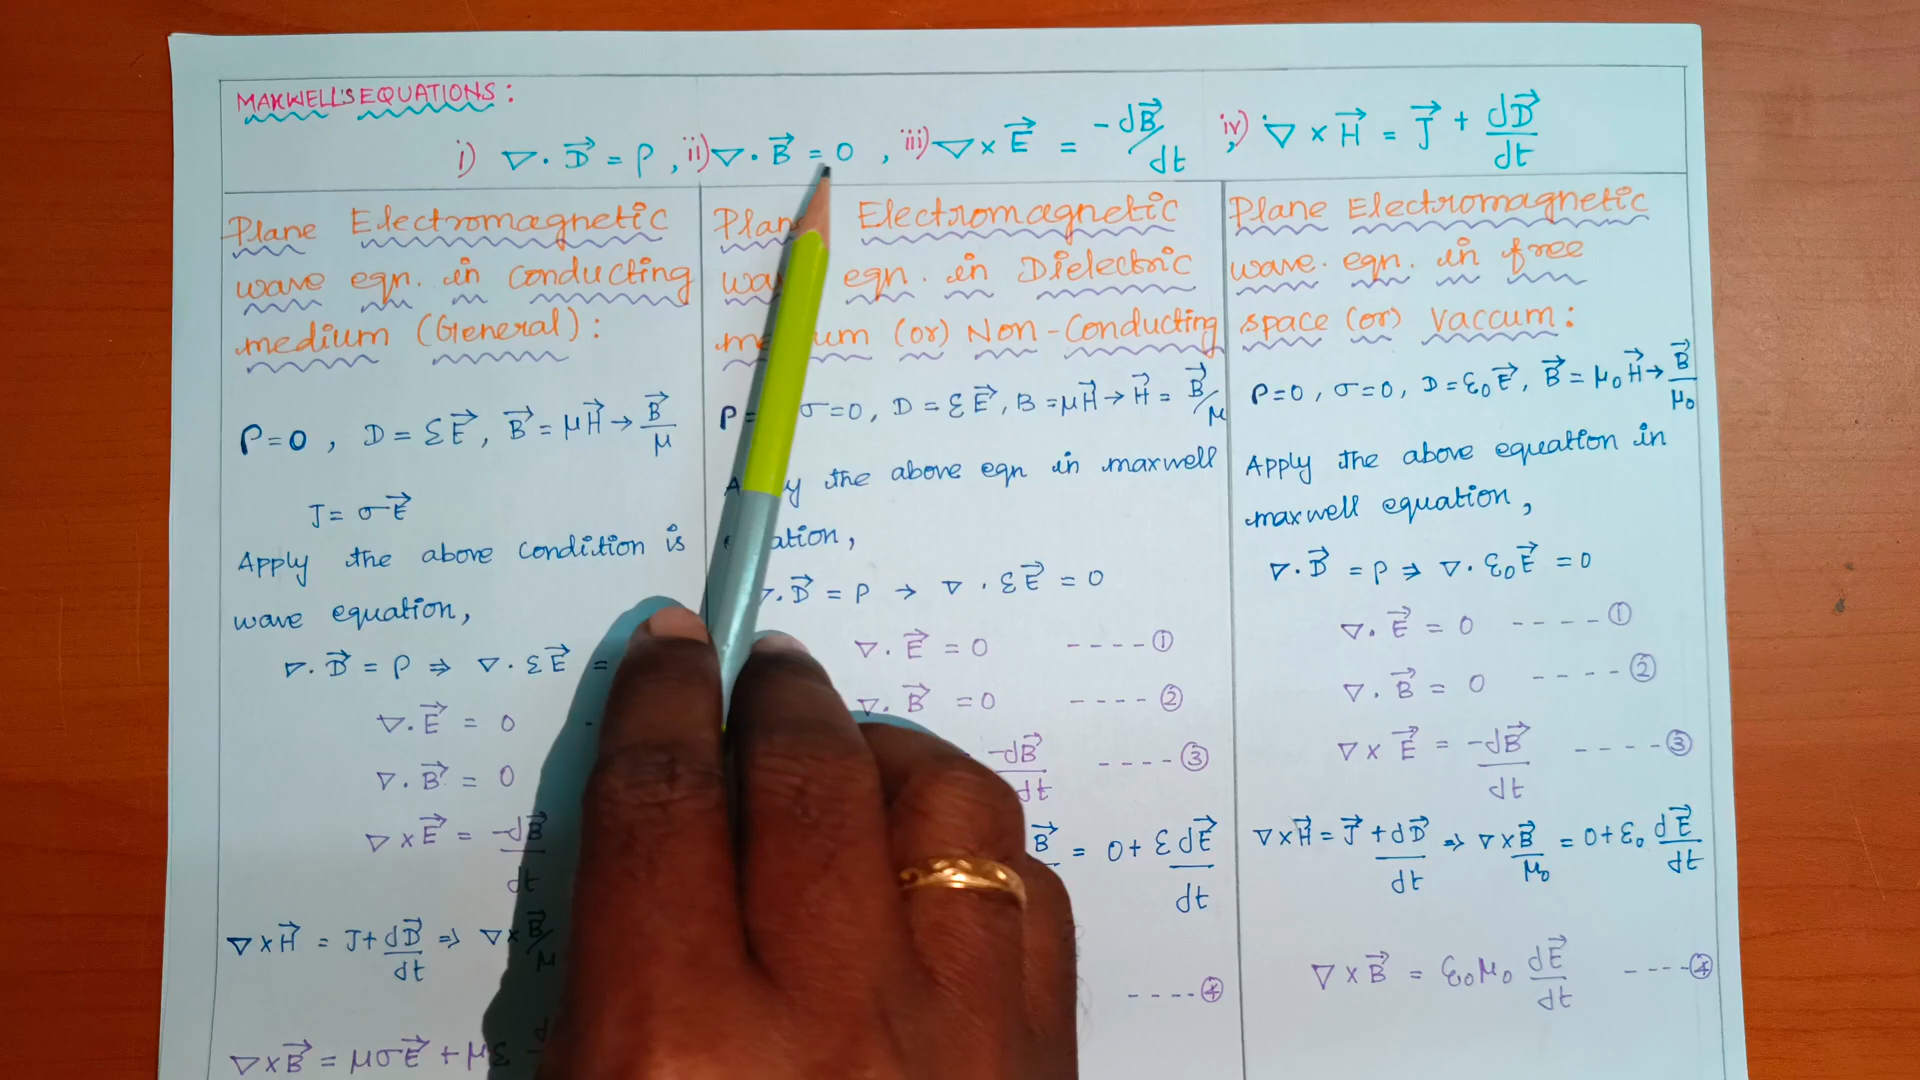 MAXWELL'S EQUATIONS :
i) ∇ · D⃗ = ρ , ii) ∇ · B⃗ = 0 , iii) ∇ × E⃗ = -dB⃗/dt , iv) ∇ × H⃗ = J⃗ + dD⃗/dt
Plane Electromagnetic
wave eqn. in conducting
medium (General) :
ρ = 0 , D = εE⃗ , B⃗ = μH⃗ → B⃗/μ
J = σE⃗
Apply the above condition is
wave equation,
∇ · D⃗ = ρ ⇒ ∇ · εE⃗ =
∇ · E⃗ = 0
∇ · B⃗ = 0
∇ × E⃗ = -dB⃗/dt
∇ × H⃗ = J + dD⃗/dt ⇒ ∇ × B⃗/μ
∇ × B⃗ = μσE⃗ + με
Electromagnetic
eqn. in Dielectric
(or) Non-Conducting
σ = 0 , D = εE⃗ , B = μH⃗ → H⃗ = B⃗/μ
the above eqn in maxwell
∇ · D⃗ = ρ → ∇ · εE⃗ = 0
∇ · E⃗ = 0 ---- ①
∇ · B⃗ = 0 ---- ②
-dB⃗/dt ---- ③
B⃗ = 0 + ε dE⃗/dt
---- ④
Plane Electromagnetic
wave. eqn. in free
space (or) Vaccum :
ρ = 0 , σ = 0 , D = ε₀E⃗ , B⃗ = μ₀H⃗ → B⃗/μ₀
Apply the above equation in
maxwell equation,
∇ · D⃗ = ρ ⇒ ∇ · ε₀E⃗ = 0
∇ · E⃗ = 0 ---- ①
∇ · B⃗ = 0 ---- ②
∇ × E⃗ = -dB⃗/dt ---- ③
∇ × H⃗ = J⃗ + dD⃗/dt ⇒ ∇ × B⃗/μ₀ = 0 + ε₀ dE⃗/dt
∇ × B⃗ = ε₀μ₀ dE⃗/dt ---- ④